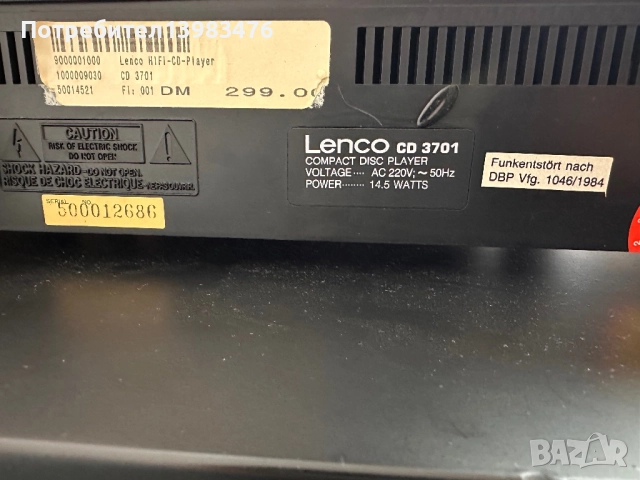 Потребител13983476
9000001000 Lenco HiFi-CD-Player
1000009030 CD 3701
50014521 Fi: 001 DM 299.00
CAUTION
RISK OF ELECTRIC SHOCK
DO NOT OPEN
SHOCK HAZARD-DO NOT OPEN.
RISQUE DE CHOC ELECTRIQUE-
SERIAL NO.
500012686
Lenco CD 3701
COMPACT DISC PLAYER
VOLTAGE ···· AC 220V; ~ 50Hz
POWER ········ 14.5 WATTS
Funkentstört nach
DBP Vfg. 1046/1984
BAZAR